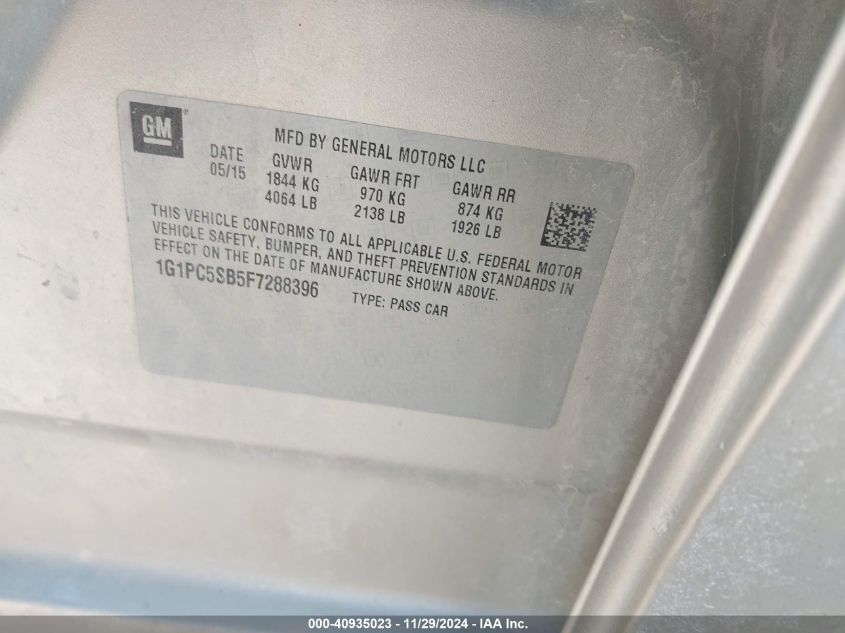 GM®
MFD BY GENERAL MOTORS LLC
DATE GVWR GAWR FRT GAWR RR
05/15 1844 KG 970 KG 874 KG
4064 LB 2138 LB 1926 LB
THIS VEHICLE CONFORMS TO ALL APPLICABLE U.S. FEDERAL MOTOR
VEHICLE SAFETY, BUMPER, AND THEFT PREVENTION STANDARDS IN
EFFECT ON THE DATE OF MANUFACTURE SHOWN ABOVE.
1G1PC5SB5F7288396 TYPE: PASS CAR
000-40935023 - 11/29/2024 - IAA Inc.